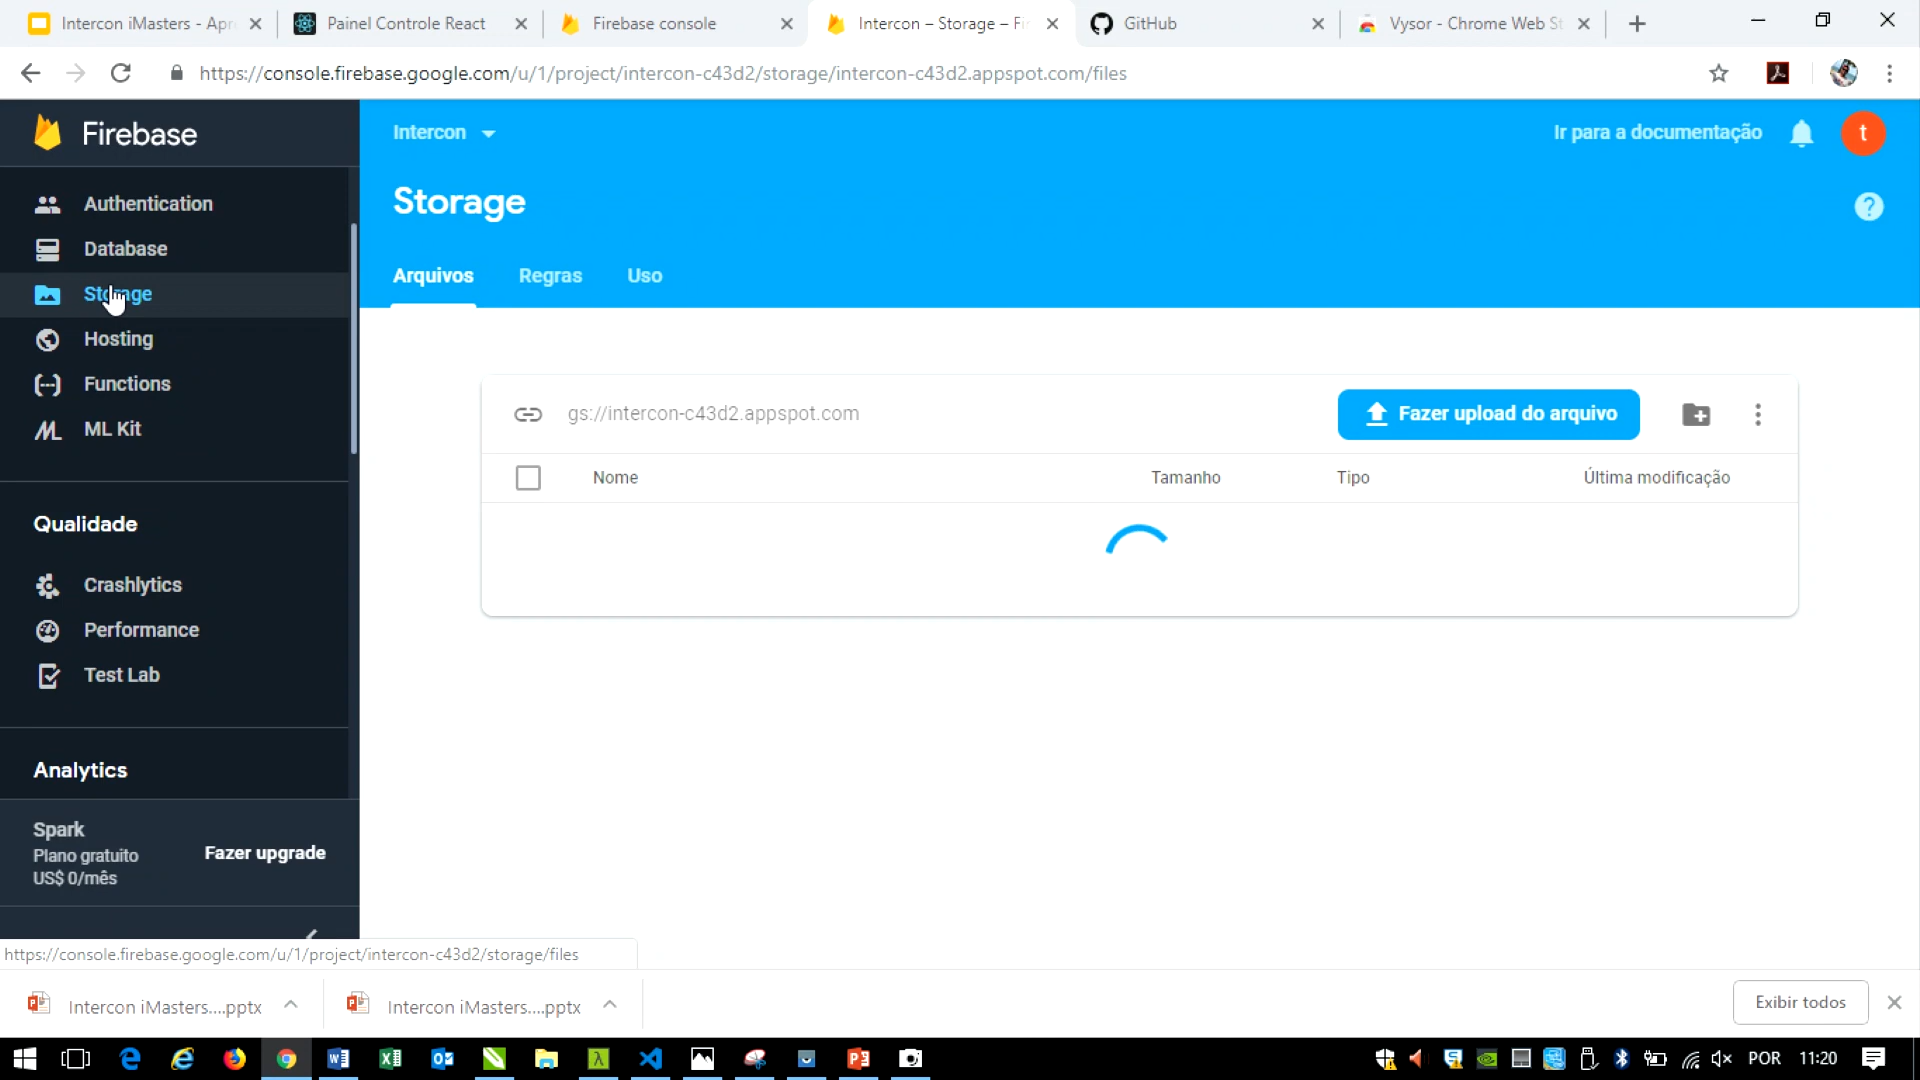 Intercon iMasters - Apr
Painel Controle React
Firebase console
Intercon – Storage – Fi
GitHub
Vysor - Chrome Web St
https://console.firebase.google.com/u/1/project/intercon-c43d2/storage/intercon-c43d2.appspot.com/files
Firebase
Intercon
Ir para a documentação
t
Authentication
Database
Storage
Hosting
Functions
ML Kit
Qualidade
Crashlytics
Performance
Test Lab
Analytics
Spark
Plano gratuito
US$ 0/mês
Fazer upgrade
Storage
?
Arquivos Regras Uso
gs://intercon-c43d2.appspot.com
Fazer upload do arquivo
Nome Tamanho Tipo Última modificação
https://console.firebase.google.com/u/1/project/intercon-c43d2/storage/files
Intercon iMasters....pptx
Intercon iMasters....pptx
Exibir todos
POR 11:20